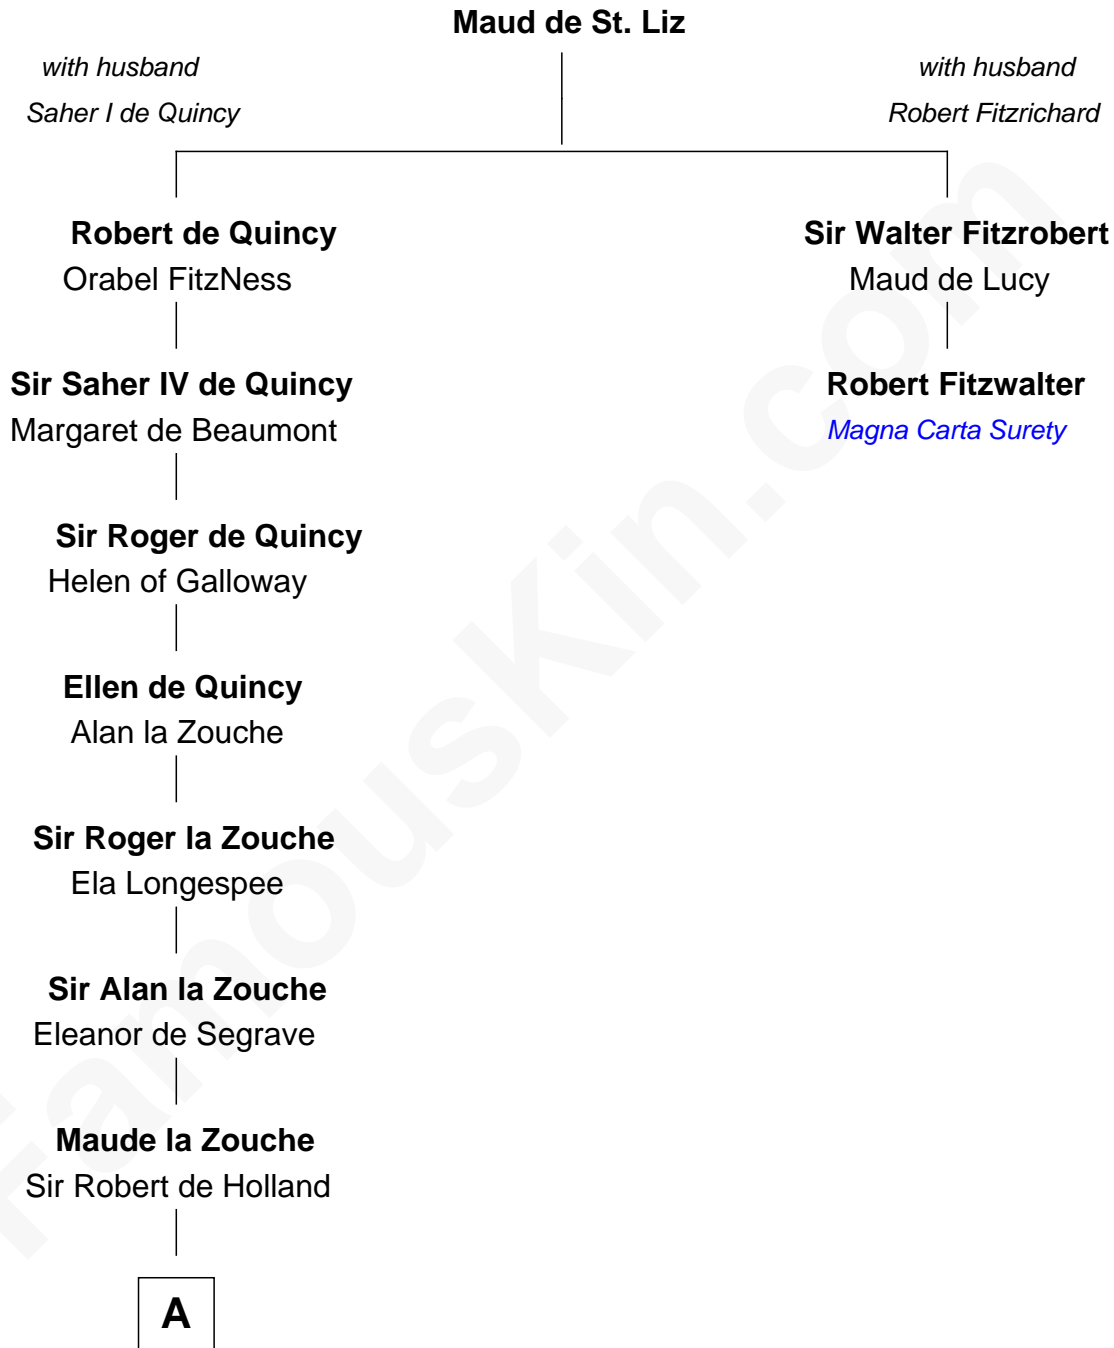 Maud de St. Liz
with husband
Saher I de Quincy
with husband
Robert Fitzrichard
Robert de Quincy
Orabel FitzNess
Sir Walter Fitzrobert
Maud de Lucy
Sir Saher IV de Quincy
Margaret de Beaumont
Robert Fitzwalter
Magna Carta Surety
Sir Roger de Quincy
Helen of Galloway
Ellen de Quincy
Alan la Zouche
Sir Roger la Zouche
Ela Longespee
Sir Alan la Zouche
Eleanor de Segrave
Maude la Zouche
Sir Robert de Holland
A
FamousKin.com